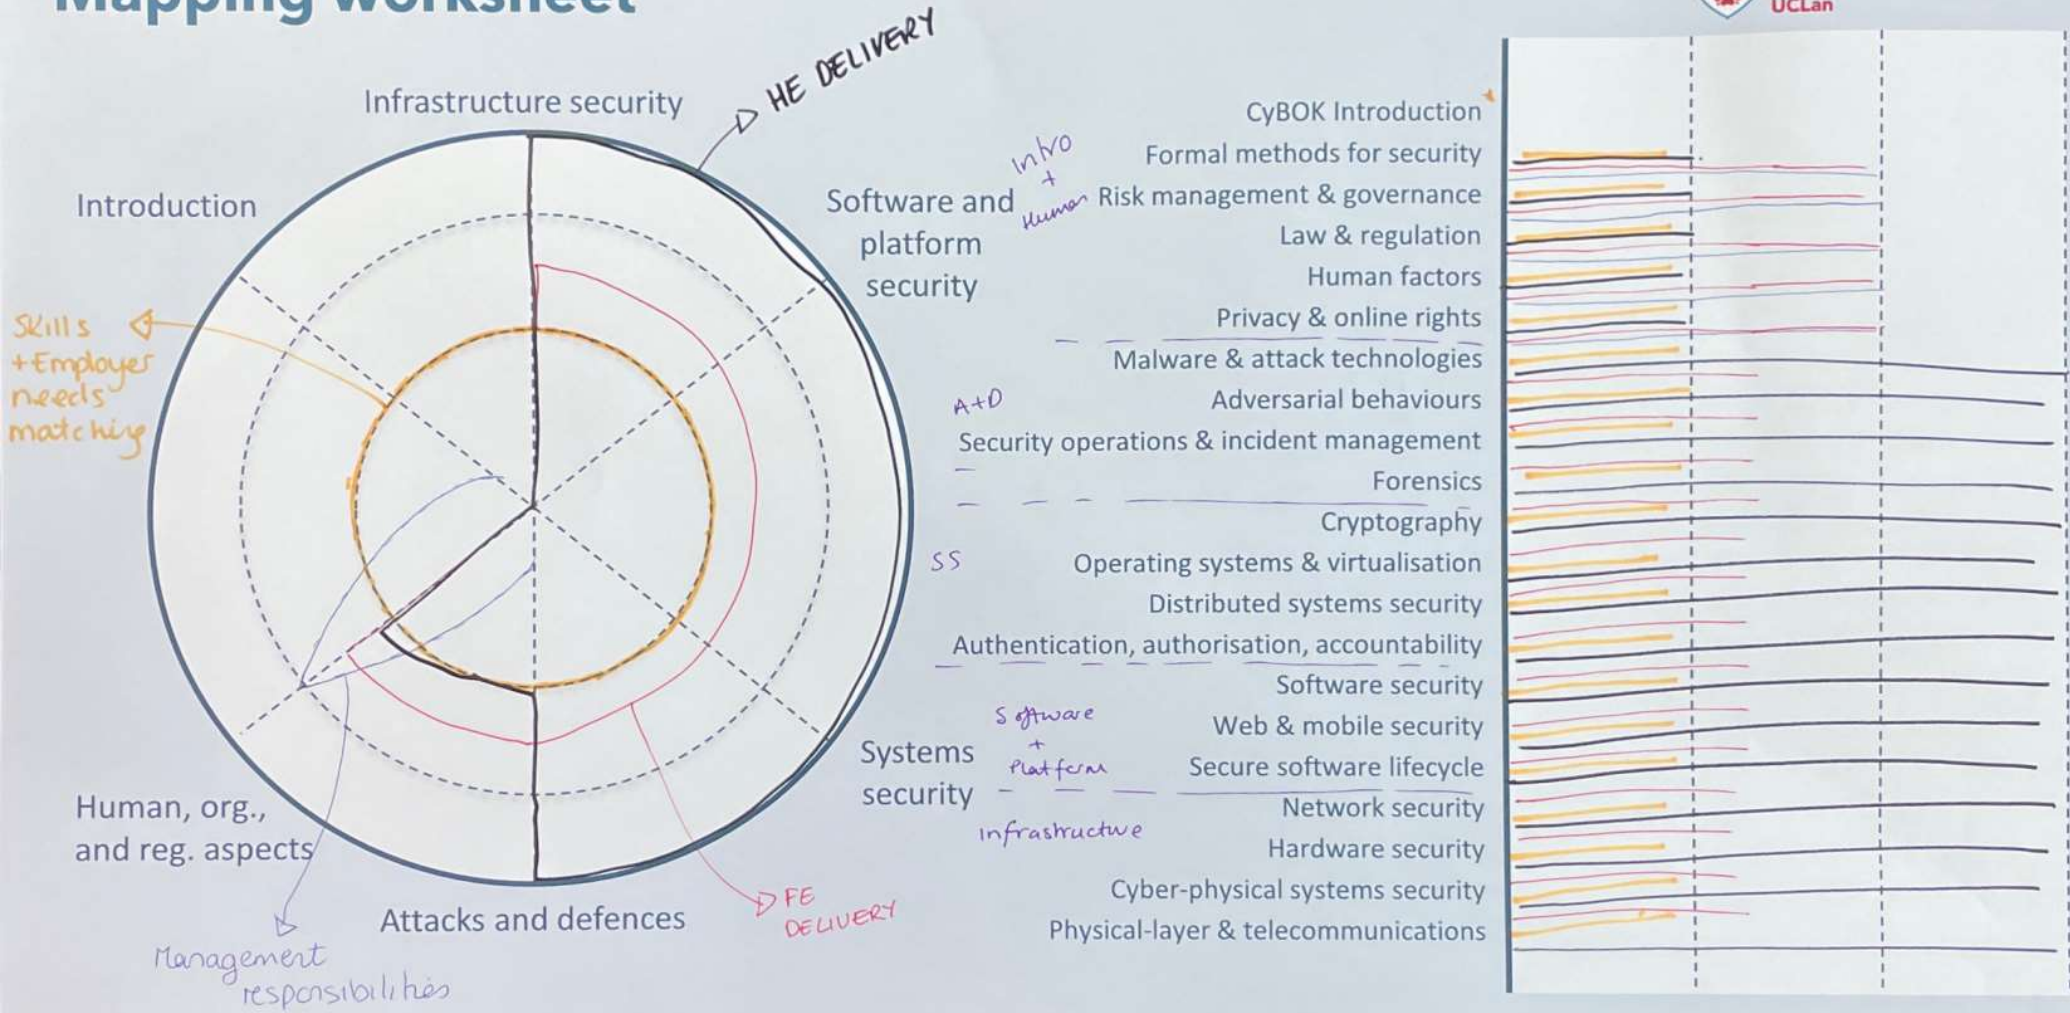 Mapping Worksheet
UCLan
HE DELIVERY
Infrastructure security
Introduction
Software and
platform
security
Skills
+Employer
needs
matching
Human, org.,
and reg. aspects
Systems
security
Attacks and defences
FE
DELIVERY
Management
responsibilities
Intro
+
Human
A+D
SS
Software
+
Platform
Infrastructure
CyBOK Introduction
Formal methods for security
Risk management & governance
Law & regulation
Human factors
Privacy & online rights
Malware & attack technologies
Adversarial behaviours
Security operations & incident management
Forensics
Cryptography
Operating systems & virtualisation
Distributed systems security
Authentication, authorisation, accountability
Software security
Web & mobile security
Secure software lifecycle
Network security
Hardware security
Cyber-physical systems security
Physical-layer & telecommunications